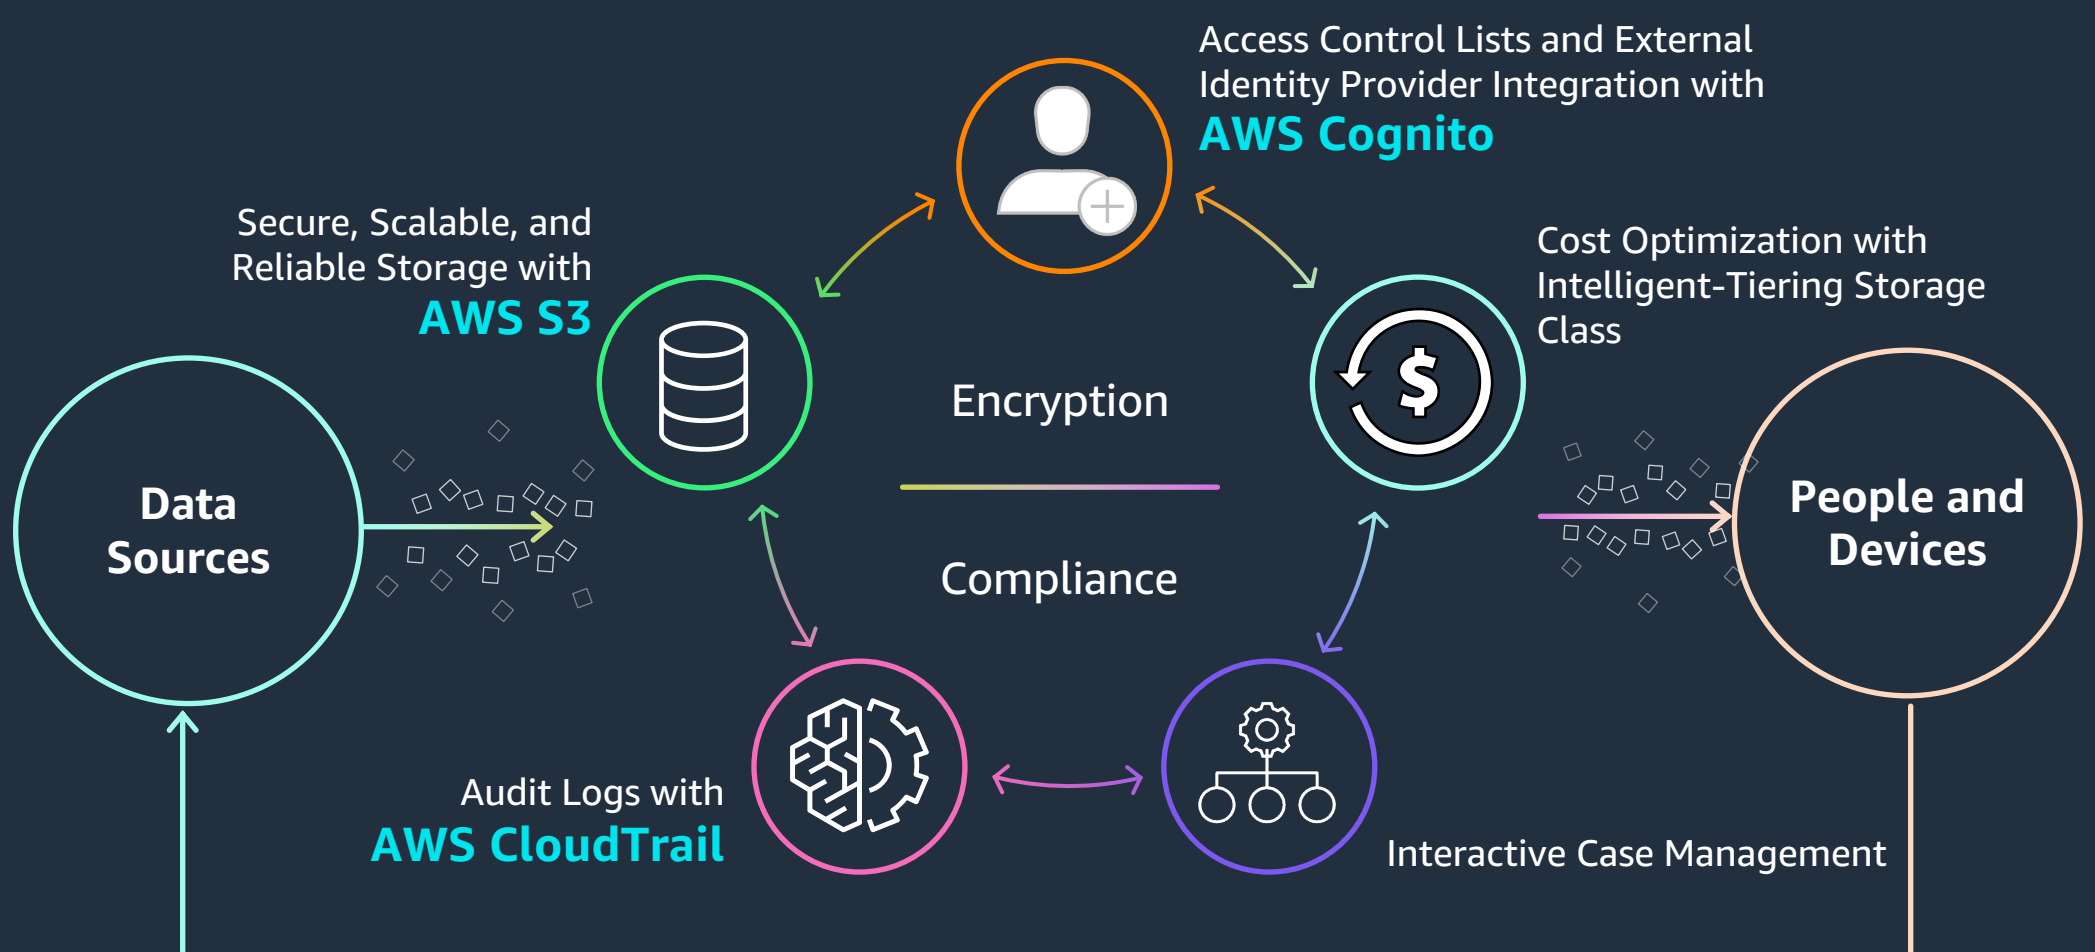 Access Control Lists and External
Identity Provider Integration with
AWS Cognito
Secure, Scalable, and
Reliable Storage with
AWS S3
Cost Optimization with
Intelligent-Tiering Storage
Class
$
Encryption
Compliance
Data
Sources
People and
Devices
Audit Logs with
AWS CloudTrail
Interactive Case Management